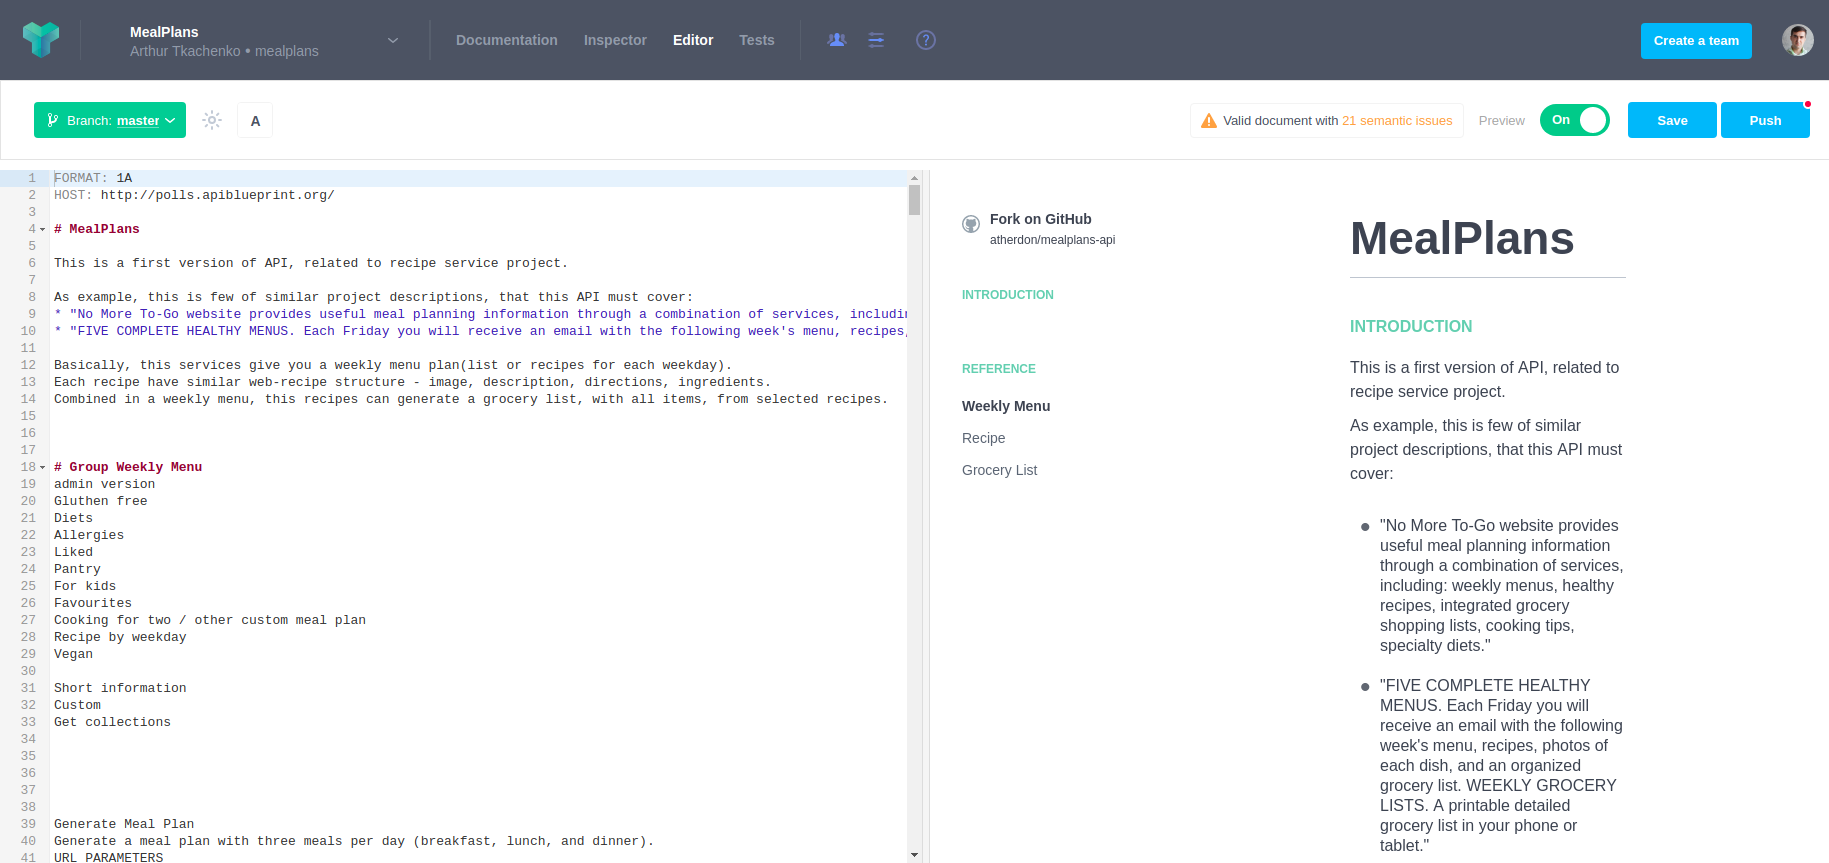 MealPlans
Arthur Tkachenko • mealplans
Documentation Inspector Editor Tests
?
Create a team
Branch: master
A
Valid document with 21 semantic issues
Preview On
Save Push
1 FORMAT: 1A
2 HOST: http://polls.apiblueprint.org/
3
4 # MealPlans
5
6 This is a first version of API, related to recipe service project.
7
8 As example, this is few of similar project descriptions, that this API must cover:
9 * "No More To-Go website provides useful meal planning information through a combination of services, includin
10 * "FIVE COMPLETE HEALTHY MENUS. Each Friday you will receive an email with the following week's menu, recipes,
11
12 Basically, this services give you a weekly menu plan(list or recipes for each weekday).
13 Each recipe have similar web-recipe structure - image, description, directions, ingredients.
14 Combined in a weekly menu, this recipes can generate a grocery list, with all items, from selected recipes.
15
16
17
18 # Group Weekly Menu
19 admin version
20 Gluthen free
21 Diets
22 Allergies
23 Liked
24 Pantry
25 For kids
26 Favourites
27 Cooking for two / other custom meal plan
28 Recipe by weekday
29 Vegan
30
31 Short information
32 Custom
33 Get collections
34
35
36
37
38
39 Generate Meal Plan
40 Generate a meal plan with three meals per day (breakfast, lunch, and dinner).
41 URL PARAMETERS
Fork on GitHub
atherdon/mealplans-api
INTRODUCTION
REFERENCE
Weekly Menu
Recipe
Grocery List
MealPlans
INTRODUCTION
This is a first version of API, related to
recipe service project.
As example, this is few of similar
project descriptions, that this API must
cover:
● "No More To-Go website provides
useful meal planning information
through a combination of services,
including: weekly menus, healthy
recipes, integrated grocery
shopping lists, cooking tips,
specialty diets."
● "FIVE COMPLETE HEALTHY
MENUS. Each Friday you will
receive an email with the following
week's menu, recipes, photos of
each dish, and an organized
grocery list. WEEKLY GROCERY
LISTS. A printable detailed
grocery list in your phone or
tablet."